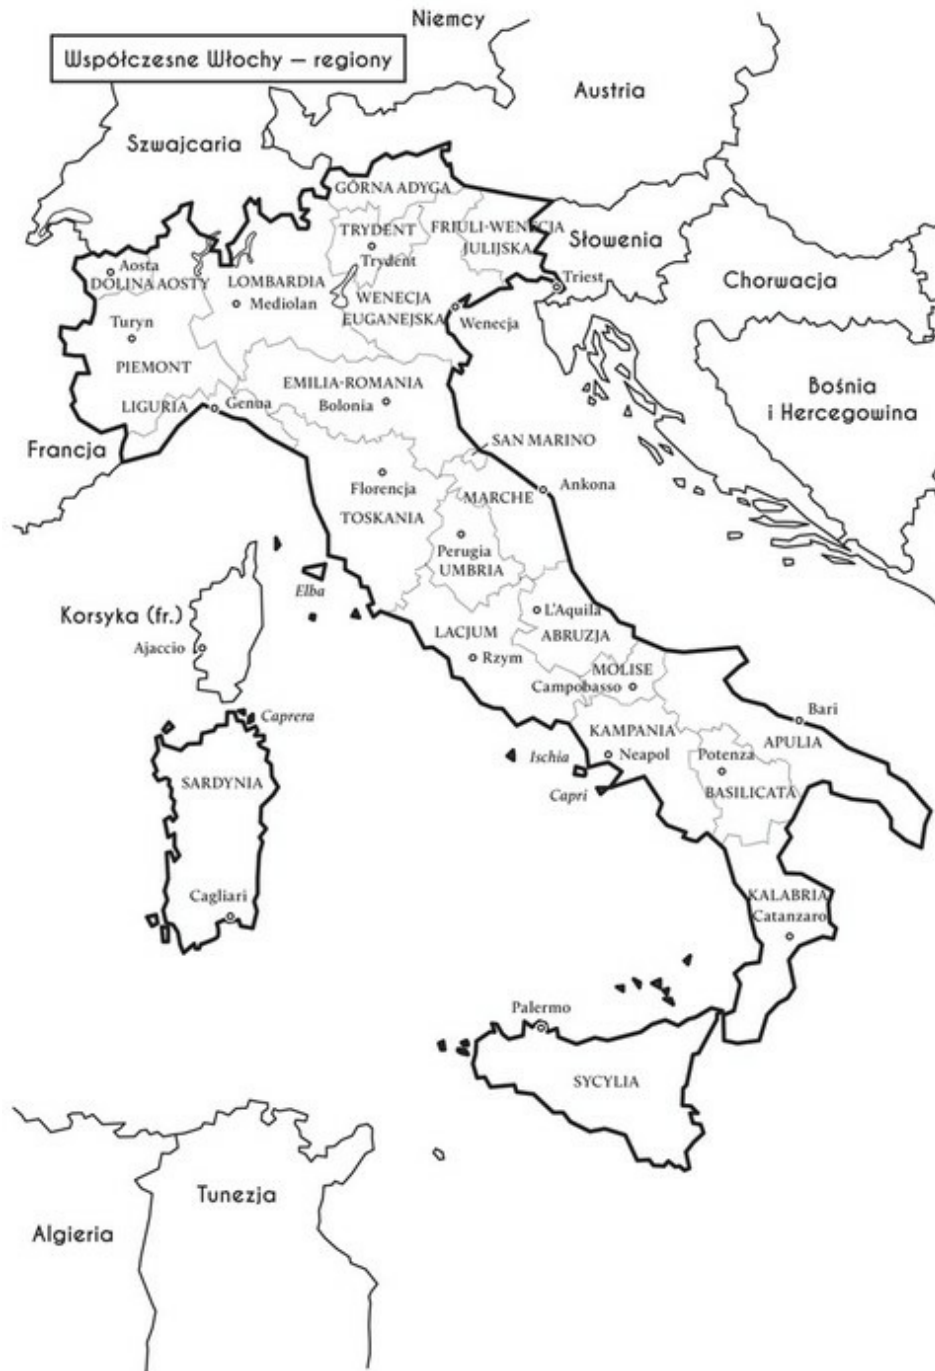 Niemcy
Współczesne Włochy — regiony
Austria
Szwajcaria
GÓRNA ADYGA
TRYDENT
Trydent
FRIULI-WENECJA
JULIJSKA
Słowenia
Aosta
DOLINA AOSTY
LOMBARDIA
Mediolan
WENECJA
EUGANEJSKA
Wenecja
Triest
Chorwacja
Turyn
PIEMONT
EMILIA-ROMANIA
Bolonia
Bośnia
i Hercegowina
LIGURIA
Genua
Francja
SAN MARINO
Florencja
TOSKANIA
MARCHE
Ankona
Perugia
UMBRIA
Elba
Korsyka (fr.)
Ajaccio
L'Aquila
ABRUZJA
LACJUM
Rzym
MOLISE
Campobasso
Caprera
KAMPANIA
Neapol
Ischia
Capri
Bari
APULIA
Potenza
BASILICATA
SARDYNIA
Cagliari
KALABRIA
Catanzaro
Palermo
SYCYLIA
Tunezja
Algieria